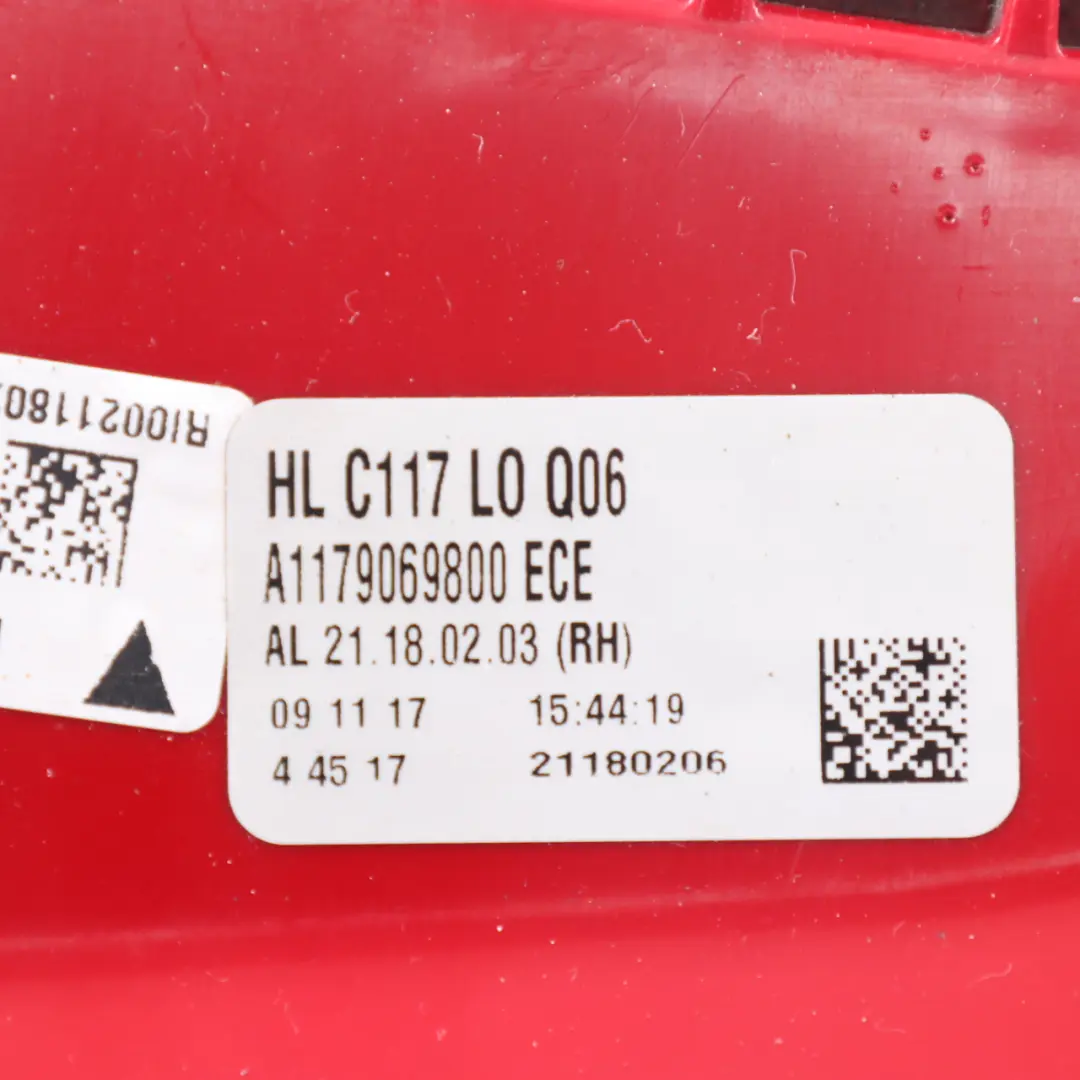 HL C117 LO Q06
A1179069800 ECE
AL 21.18.02.03 (RH)
09 11 17 15:44:19
4 45 17 21180206